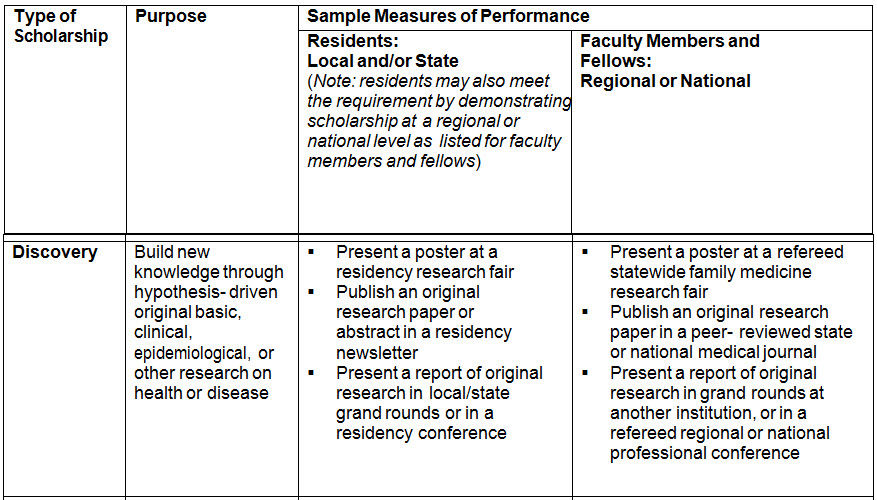 Type of
Scholarship
Purpose
Sample Measures of Performance
Residents:
Local and/or State
(Note: residents may also meet
the requirement by demonstrating
scholarship at a regional or
national level as listed for faculty
members and fellows)
Faculty Members and
Fellows:
Regional or National
Discovery
Build new
knowledge through
hypothesis- driven
original basic,
clinical,
epidemiological, or
other research on
health or disease
▪ Present a poster at a
residency research fair
▪ Publish an original
research paper or
abstract in a residency
newsletter
▪ Present a report of original
research in local/state
grand rounds or in a
residency conference
▪ Present a poster at a refereed
statewide family medicine
research fair
▪ Publish an original research
paper in a peer- reviewed state
or national medical journal
▪ Present a report of original
research in grand rounds at
another institution, or in a
refereed regional or national
professional conference